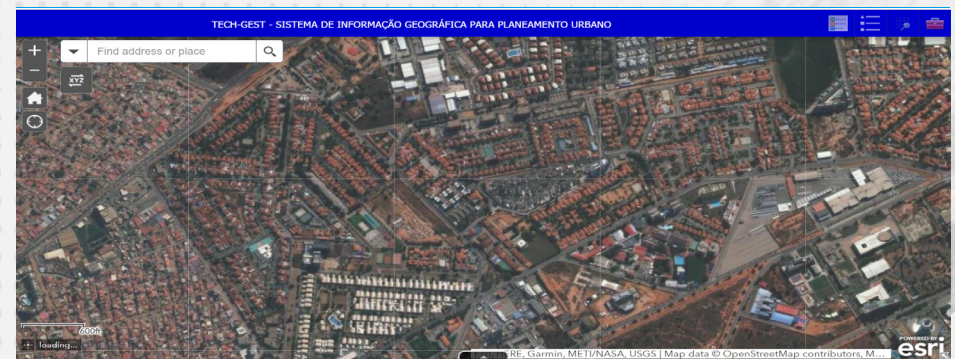 TECH-GEST - SISTEMA DE INFORMAÇÃO GEOGRÁFICA PARA PLANEAMENTO URBANO
+
Find address or place
−
XYZ
600ft
loading...
RE, Garmin, METI/NASA, USGS | Map data © OpenStreetMap contributors, M...
POWERED BY
esri